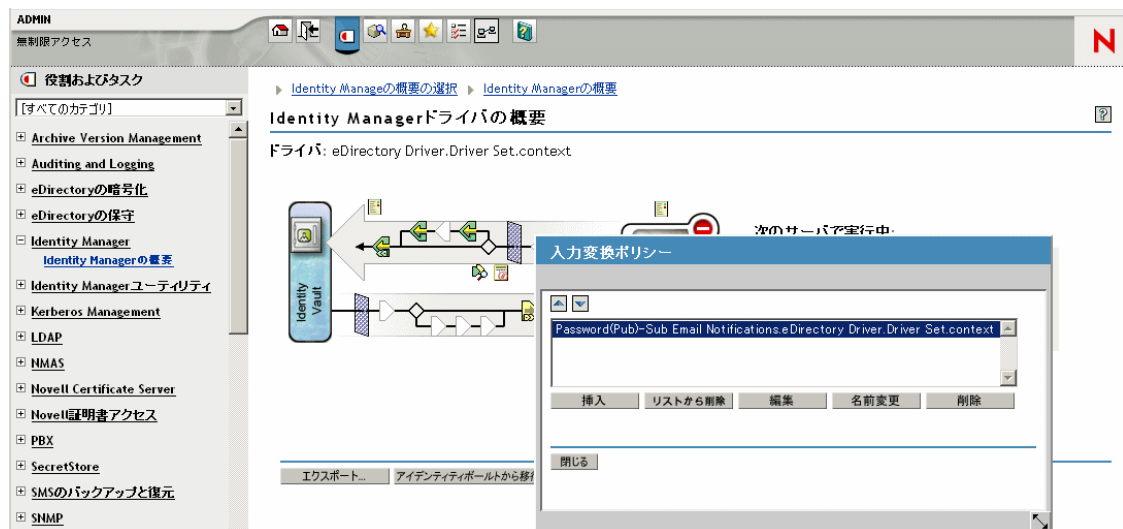 ADMIN
無制限アクセス
N
役割およびタスク
[すべてのカテゴリ]
Archive Version Management
Auditing and Logging
eDirectoryの暗号化
eDirectoryの保守
Identity Manager
Identity Managerの概要
Identity Managerユーティリティ
Kerberos Management
LDAP
NMAS
Novell Certificate Server
Novell証明書アクセス
PBX
SecretStore
SMSのバックアップと復元
SNMP
Identity Manageの概要の選択 Identity Managerの概要
Identity Managerドライバの概要
ドライバ: eDirectory Driver.Driver Set.context
Identity Vault
次のサーバで実行中:
入力変換ポリシー
Password(Pub)-Sub Email Notifications.eDirectory Driver.Driver Set.context
挿入 リストから削除 編集 名前変更 削除
閉じる
エクスポート... アイデンティティボールトから移行